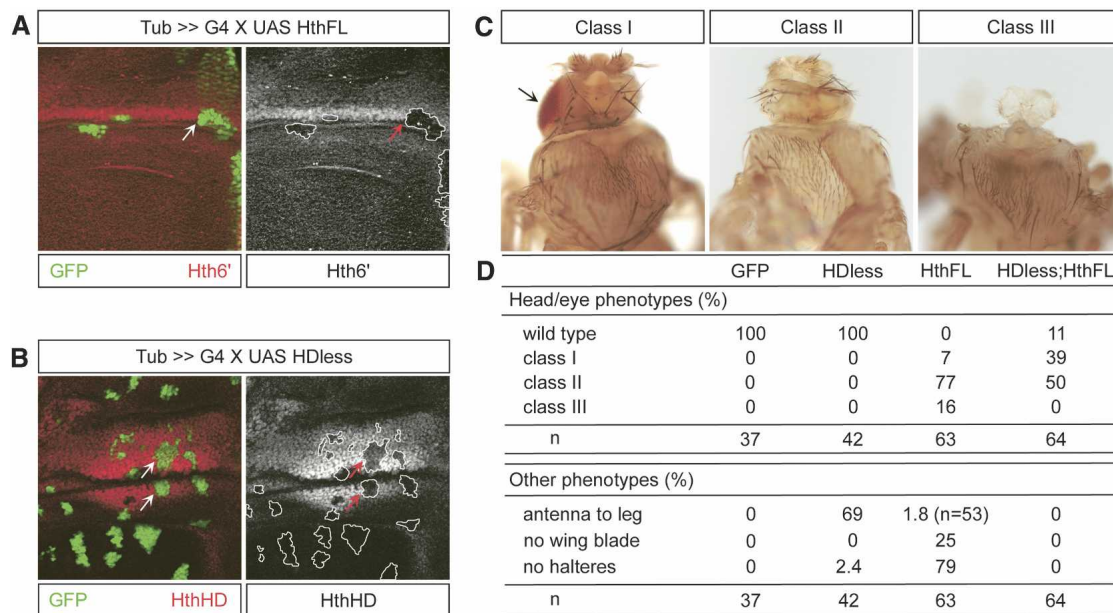 A
Tub >> G4 X UAS HthFL
GFP Hth6'
Hth6'
B
Tub >> G4 X UAS HDless
GFP HthHD
HthHD
C
Class I
Class II
Class III
D
GFP HDless HthFL HDless;HthFL
Head/eye phenotypes (%)
wild type 100 100 0 11
class I 0 0 7 39
class II 0 0 77 50
class III 0 0 16 0
n 37 42 63 64
Other phenotypes (%)
antenna to leg 0 69 1.8 (n=53) 0
no wing blade 0 0 25 0
no halteres 0 2.4 79 0
n 37 42 63 64